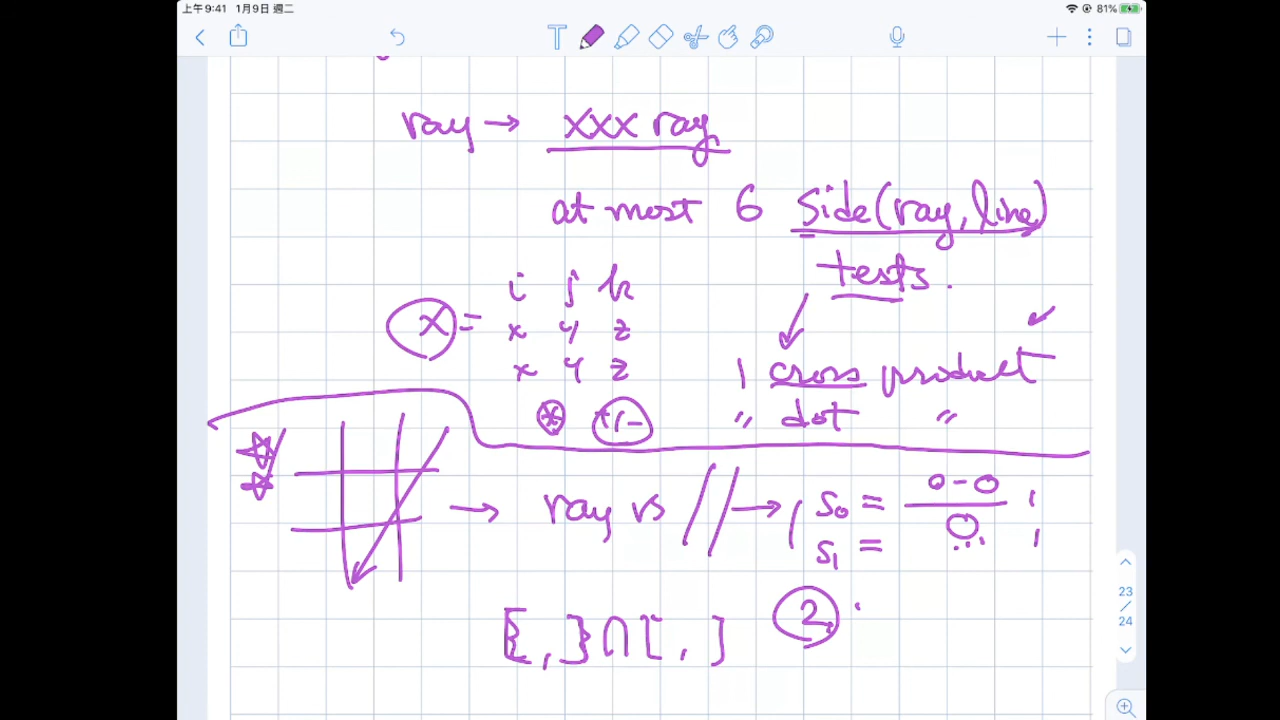 上午9:41 1月9日 週二 81%
T
ray → xxx ray
at most 6 Side(ray, line)
tests.
i j k
X = x y z
x y z
1 cross product
* +/- " dot "
→ ray vs // → s₀ = o-o
s₁ =
[ , ] ∩ [ , ] 2
23
/
24